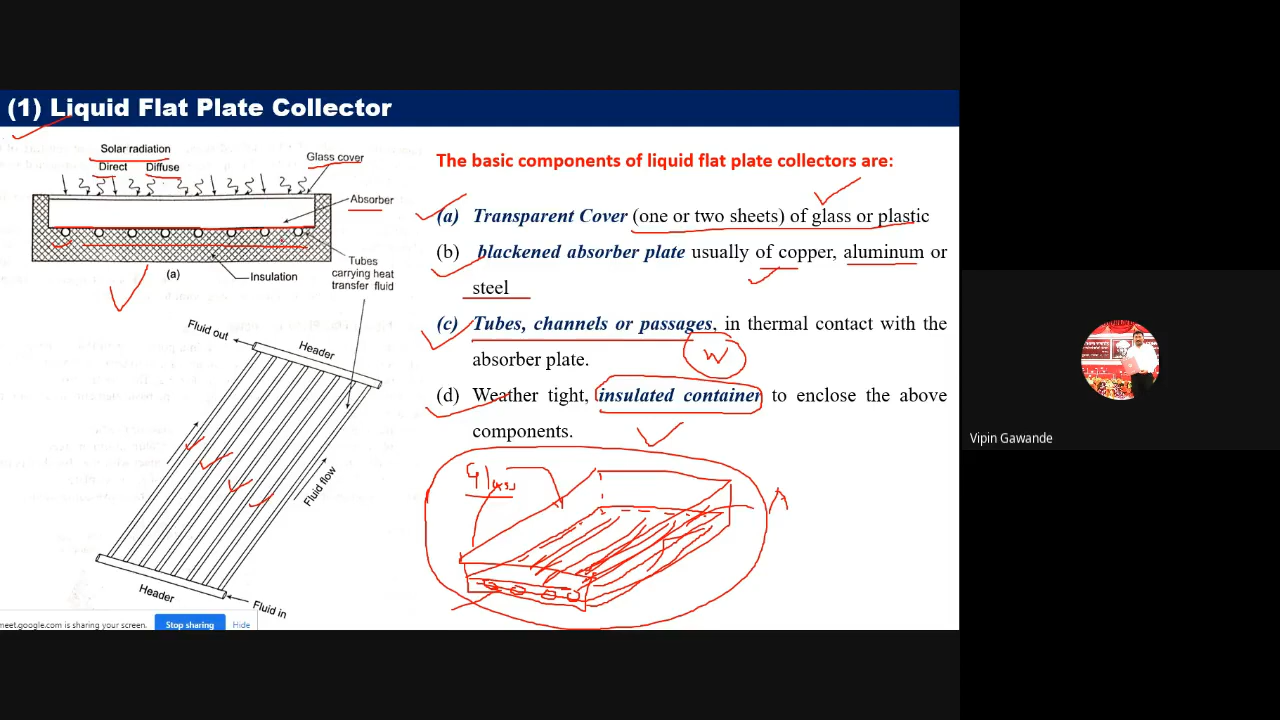 (1) Liquid Flat Plate Collector
Solar radiation
Direct Diffuse
Glass cover
Absorber
Tubes
carrying heat
transfer fluid
Insulation
(a)
Fluid out
Header
Fluid flow
Header
Fluid in
The basic components of liquid flat plate collectors are:
(a) Transparent Cover (one or two sheets) of glass or plastic
(b) blackened absorber plate usually of copper, aluminum or
steel
(c) Tubes, channels or passages, in thermal contact with the
absorber plate.
W
(d) Weather tight, insulated container to enclose the above
components.
Glass
A
meet.google.com is sharing your screen.
Stop sharing
Hide
Vipin Gawande